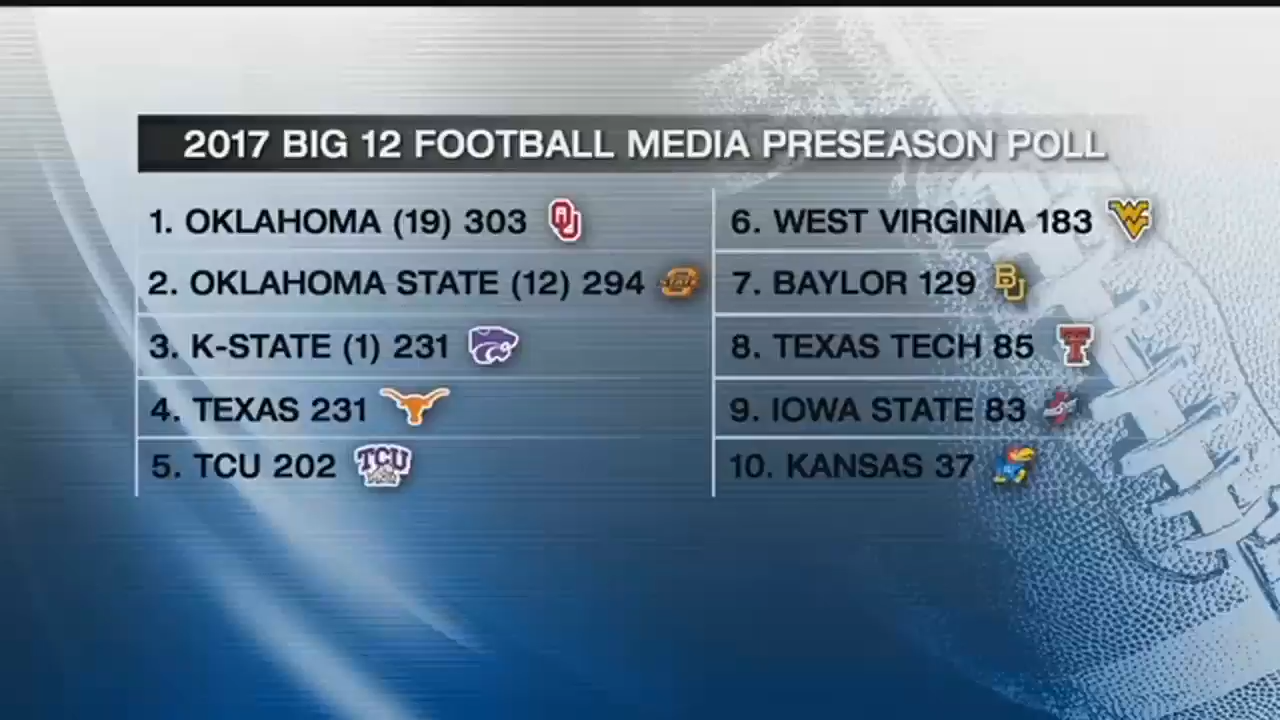 2017 BIG 12 FOOTBALL MEDIA PRESEASON POLL
1. OKLAHOMA (19) 303
2. OKLAHOMA STATE (12) 294
3. K-STATE (1) 231
4. TEXAS 231
5. TCU 202
TCU
6. WEST VIRGINIA 183
7. BAYLOR 129
8. TEXAS TECH 85
9. IOWA STATE 83
10. KANSAS 37